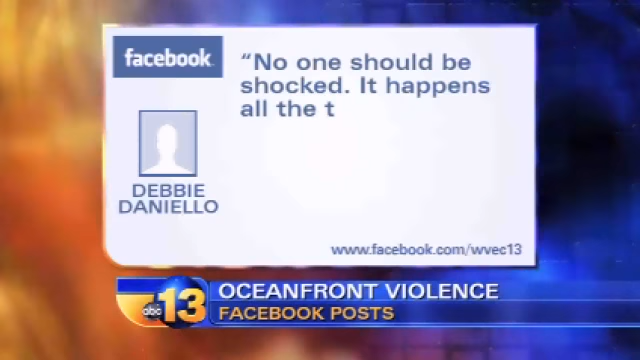 facebook
“No one should be
shocked. It happens
all the t
DEBBIE
DANIELLO
www.facebook.com/wvec13
abc 13
OCEANFRONT VIOLENCE
FACEBOOK POSTS